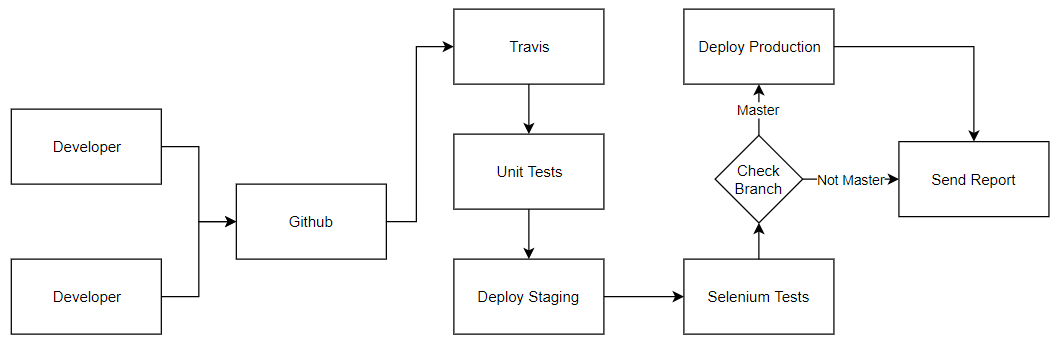 Developer
Developer
Github
Travis
Unit Tests
Deploy Staging
Selenium Tests
Check
Branch
Master
Not Master
Deploy Production
Send Report